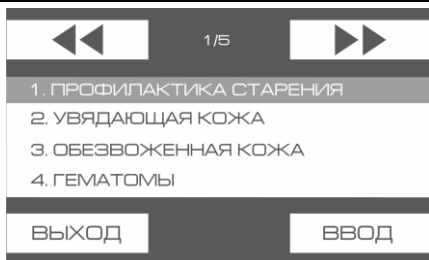 1/5
1. ПРОФИЛАКТИКА СТАРЕНИЯ
2. УВЯДАЮЩАЯ КОЖА
3. ОБЕЗВОЖЕННАЯ КОЖА
4. ГЕМАТОМЫ
ВЫХОД ВВОД